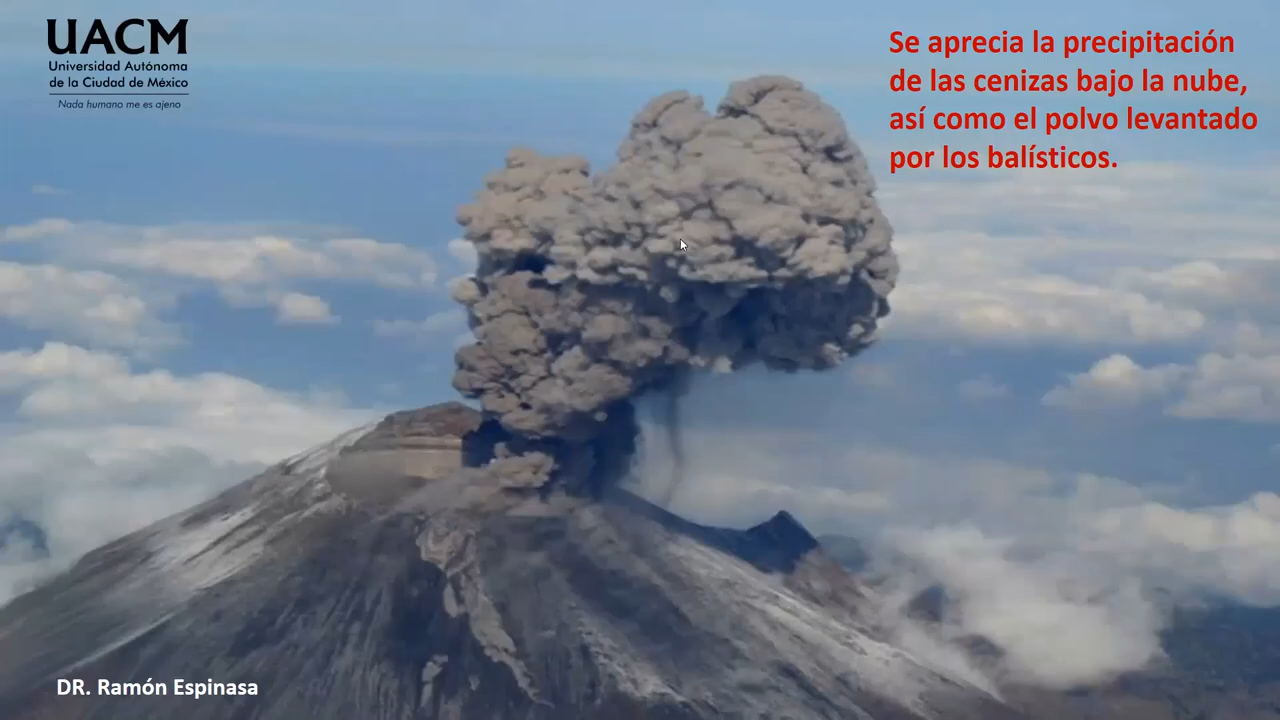 UACM
Universidad Autónoma
de la Ciudad de México
Nada humano me es ajeno
Se aprecia la precipitación
de las cenizas bajo la nube,
así como el polvo levantado
por los balísticos.
DR. Ramón Espinasa